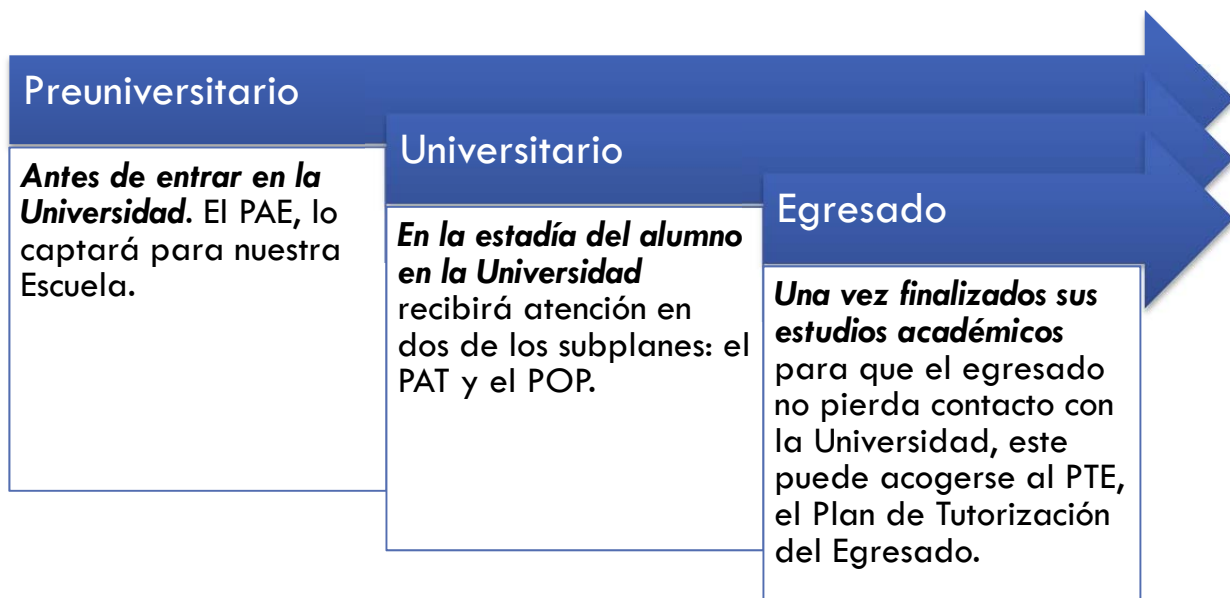 Preuniversitario
Antes de entrar en la
Universidad. El PAE, lo
captará para nuestra
Escuela.
Universitario
En la estadía del alumno
en la Universidad
recibirá atención en
dos de los subplanes: el
PAT y el POP.
Egresado
Una vez finalizados sus
estudios académicos
para que el egresado
no pierda contacto con
la Universidad, este
puede acogerse al PTE,
el Plan de Tutorización
del Egresado.